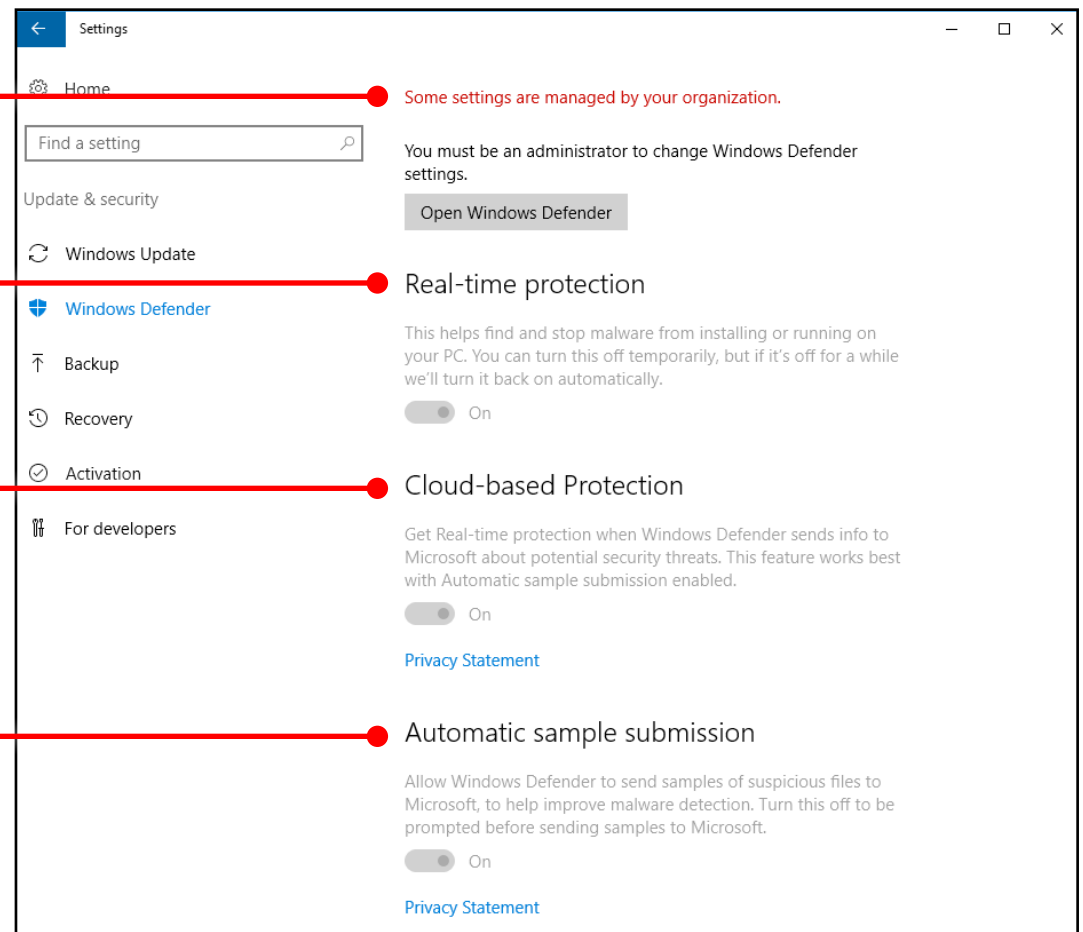 Settings
Home
Find a setting
Update & security
Windows Update
Windows Defender
Backup
Recovery
Activation
For developers
Some settings are managed by your organization.
You must be an administrator to change Windows Defender
settings.
Open Windows Defender
Real-time protection
This helps find and stop malware from installing or running on
your PC. You can turn this off temporarily, but if it's off for a while
we'll turn it back on automatically.
On
Cloud-based Protection
Get Real-time protection when Windows Defender sends info to
Microsoft about potential security threats. This feature works best
with Automatic sample submission enabled.
On
Privacy Statement
Automatic sample submission
Allow Windows Defender to send samples of suspicious files to
Microsoft, to help improve malware detection. Turn this off to be
prompted before sending samples to Microsoft.
On
Privacy Statement